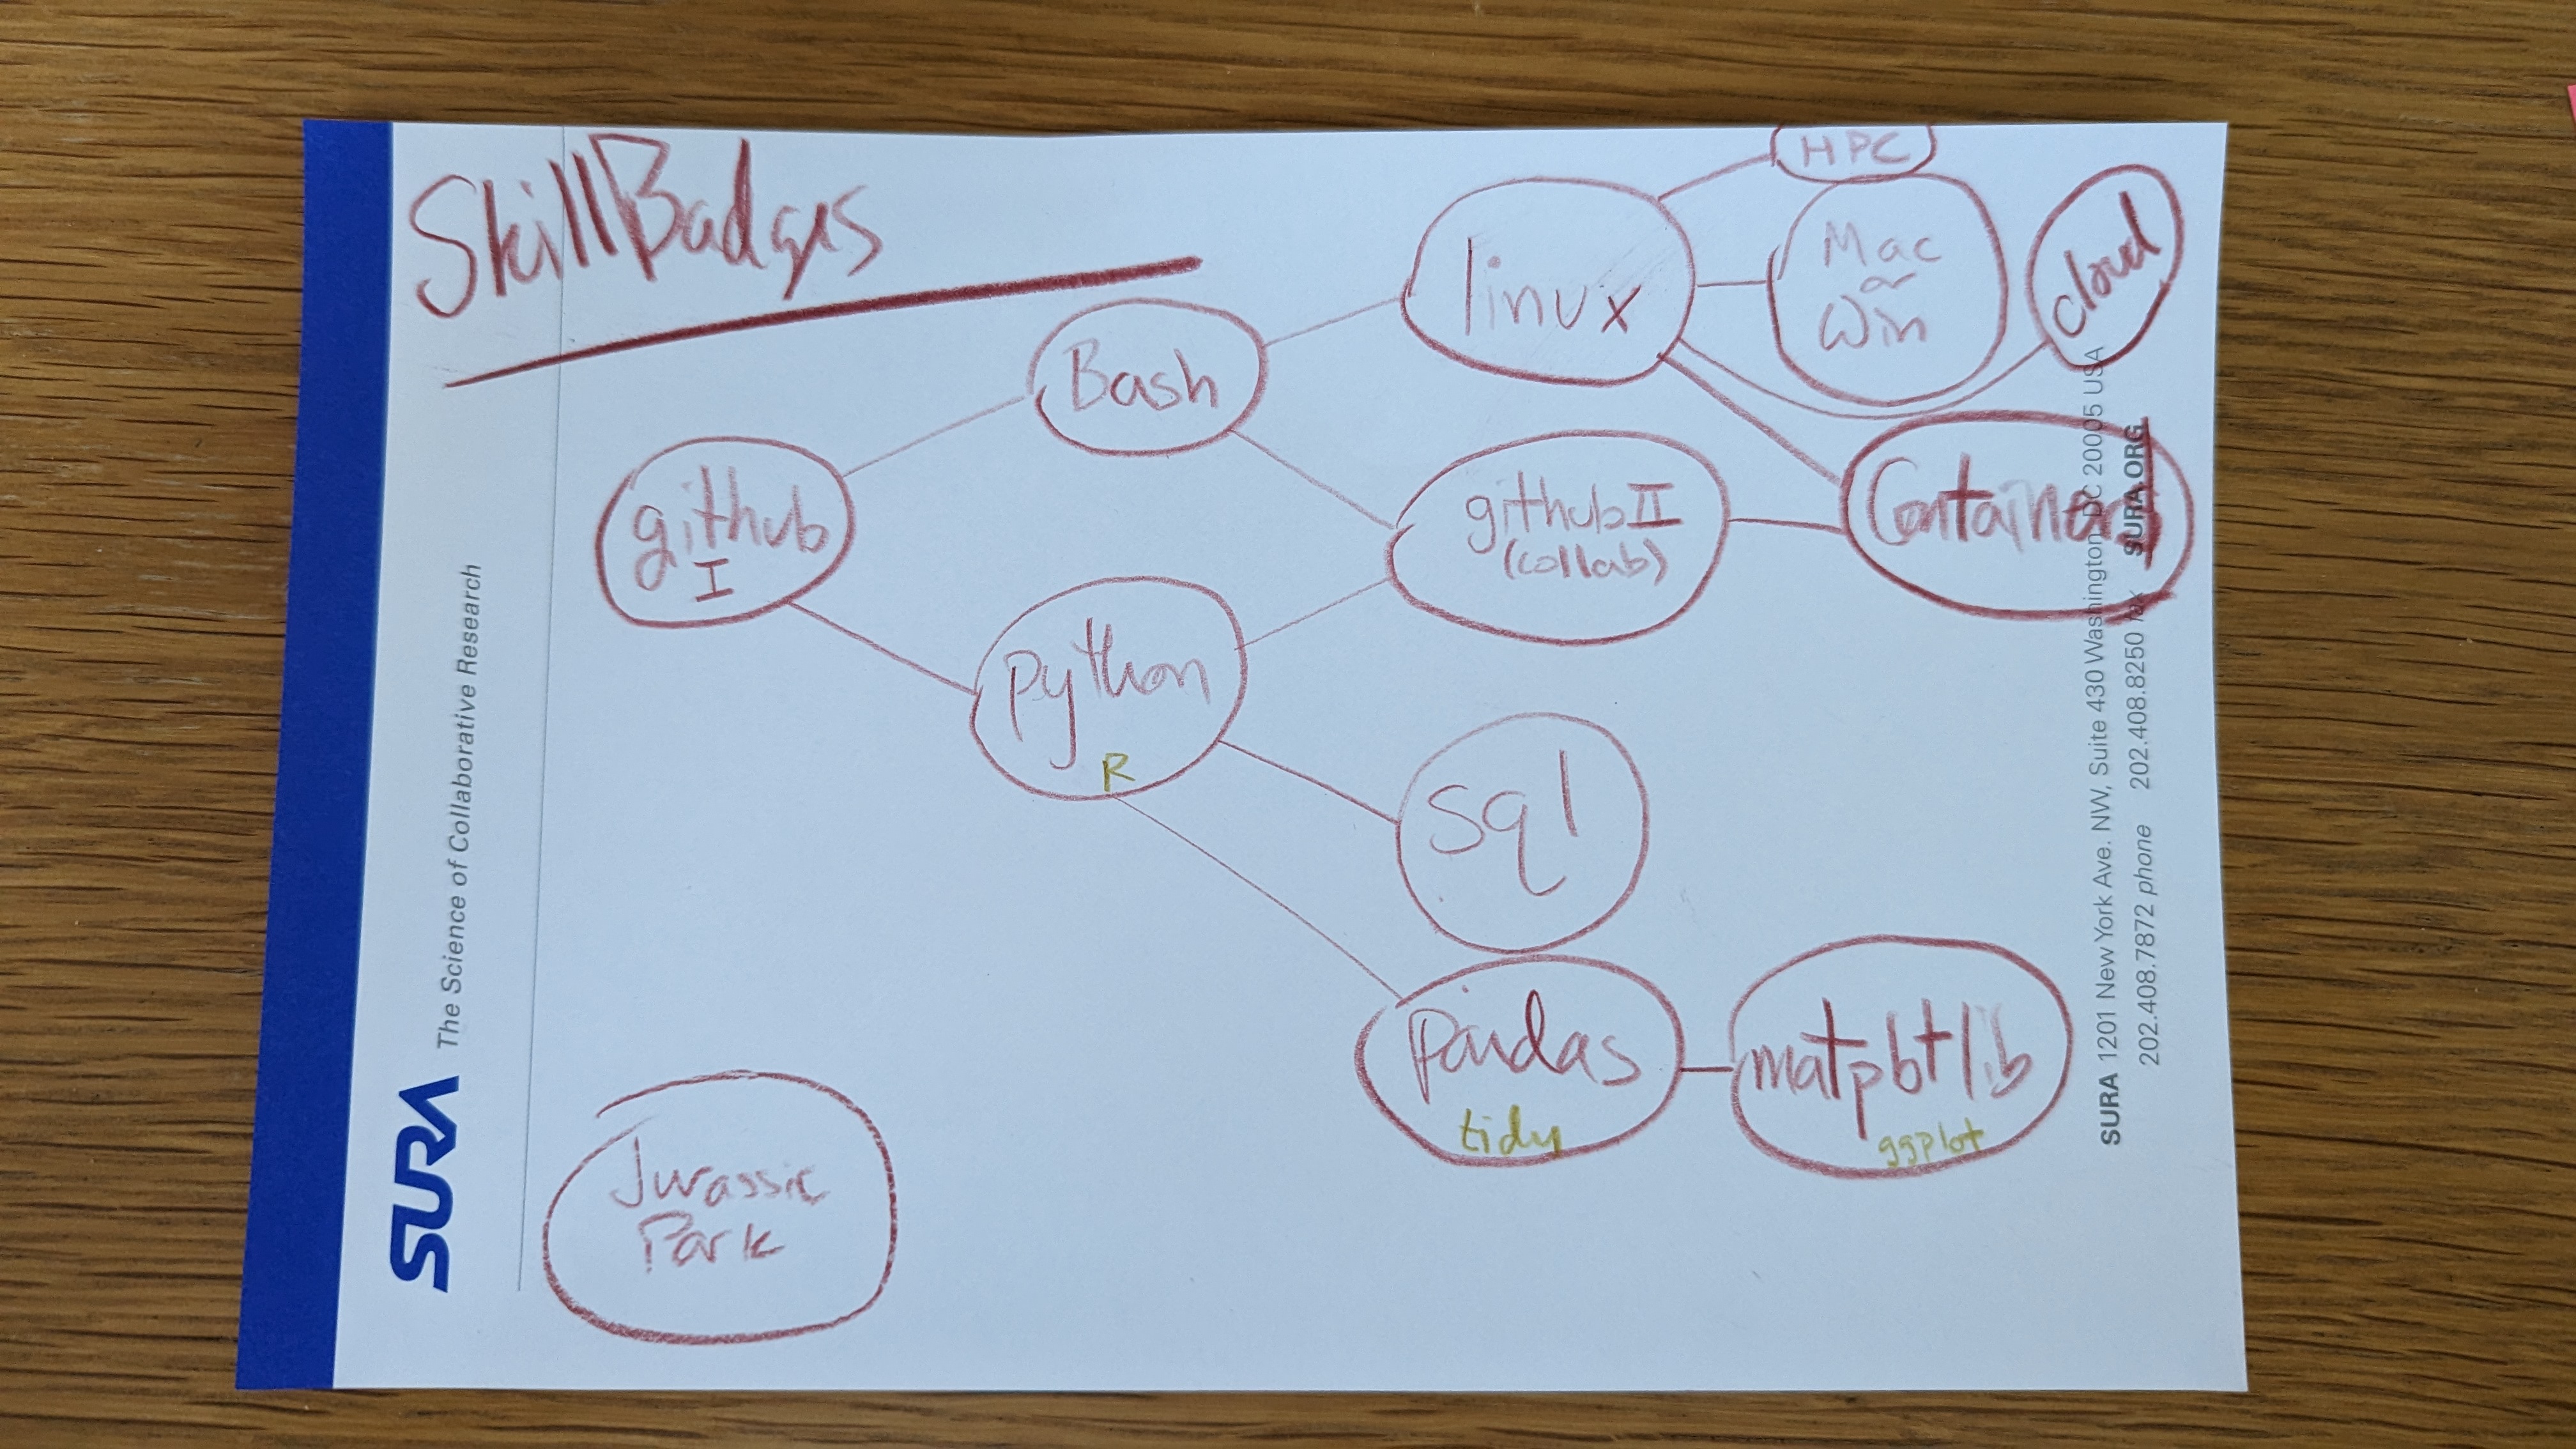 SkillBadges
HPC
linux
Mac
or
Win
cloud
Bash
github
I
githubII
(collab)
Containers
python
R
sql
pandas
tidy
matplotlib
ggplot
Jurassic
Park
SURA The Science of Collaborative Research
SURA 1201 New York Ave. NW, Suite 430 Washington, DC 20005 USA
202.408.7872 phone 202.408.8250 fax SURA.ORG